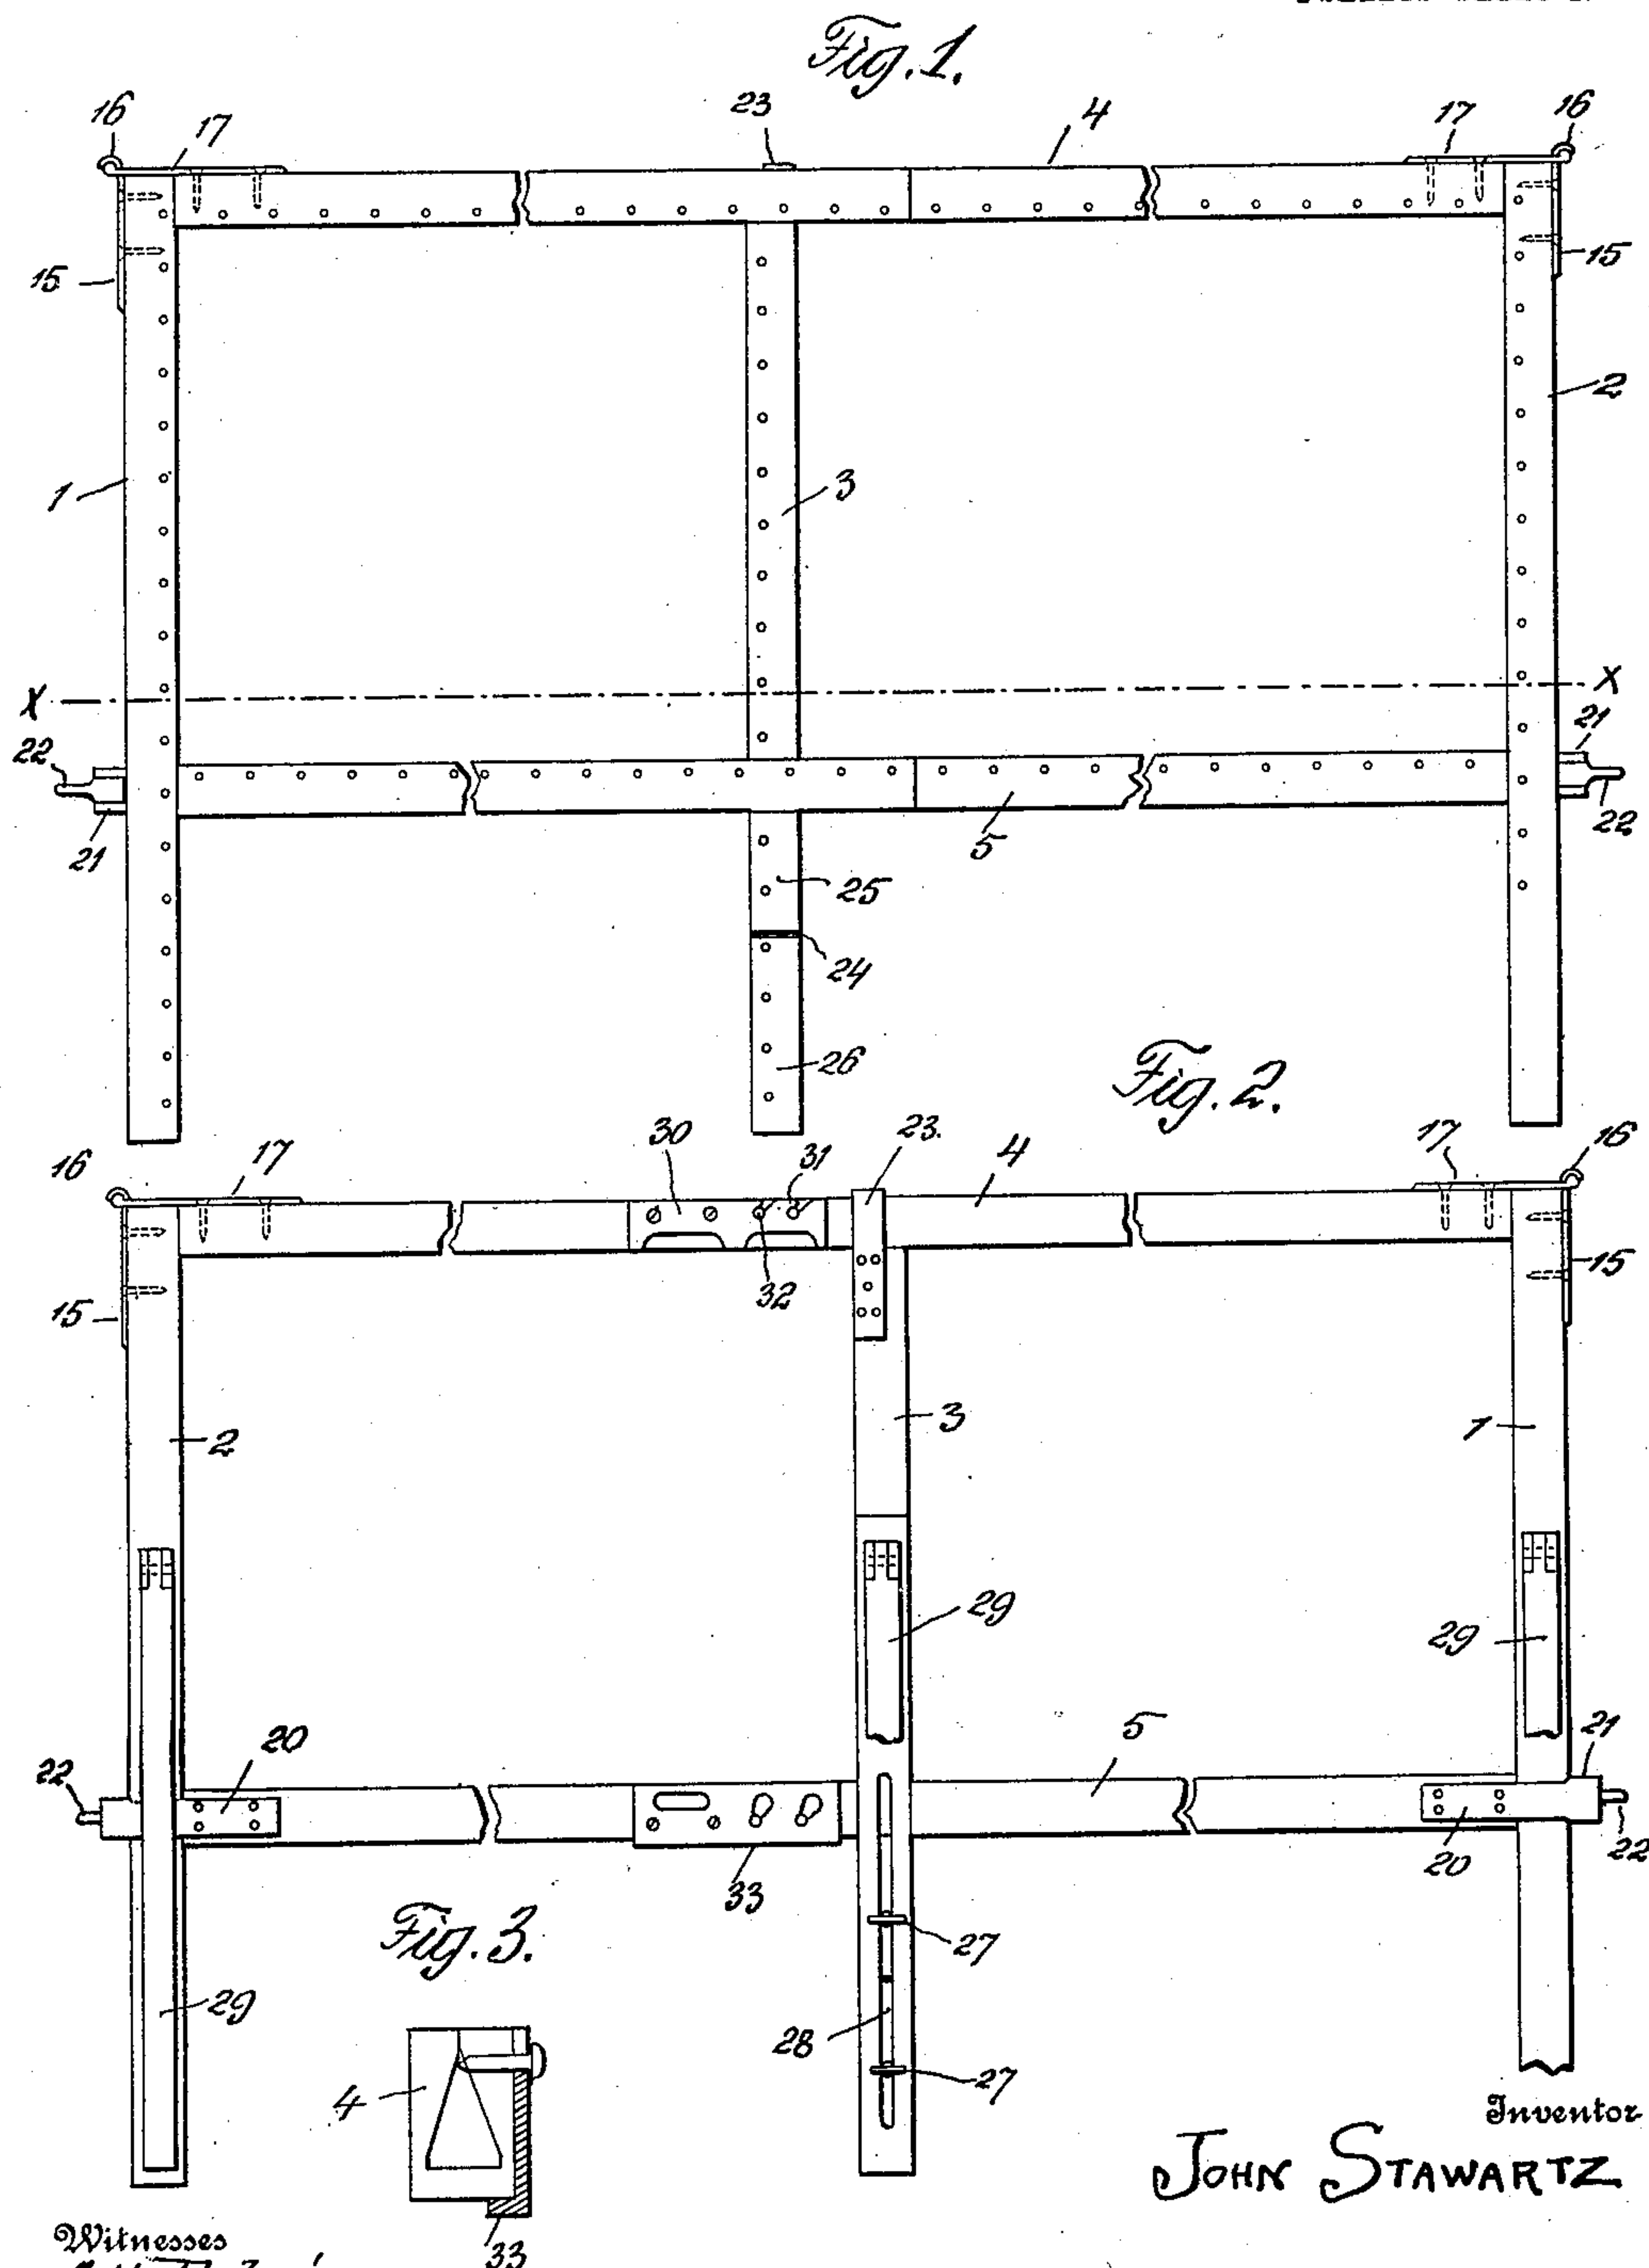 Fig. 1.
16 17 23 4 17 16
15 15
2
1 3
X X
22 21
21 5 22
25
24
26
Fig. 2.
16 17 30 31 23. 4 17 16
32
15 15
2 3 1
29 29
20 5 21
22 20 22
33
Fig. 3.
27
29 28 27
4
33
Inventor
JOHN STAWARTZ
Witnesses